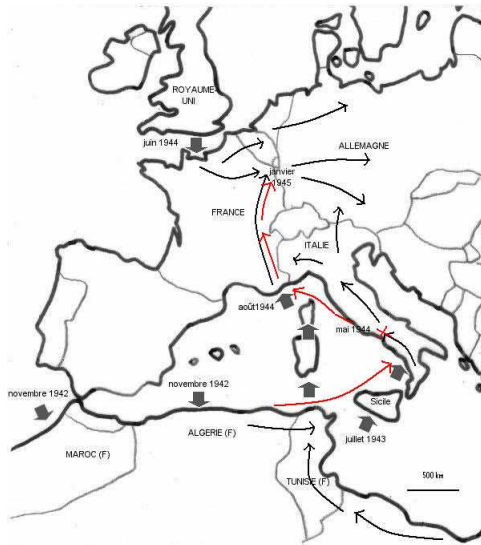 ROYAUME-
UNI
juin 1944
ALLEMAGNE
janvier
1945
FRANCE
ITALIE
août1944
mai 1944
novembre 1942
novembre 1942
Sicile
ALGERIE (F)
juillet 1943
MAROC (F)
TUNISIE (F)
500 km